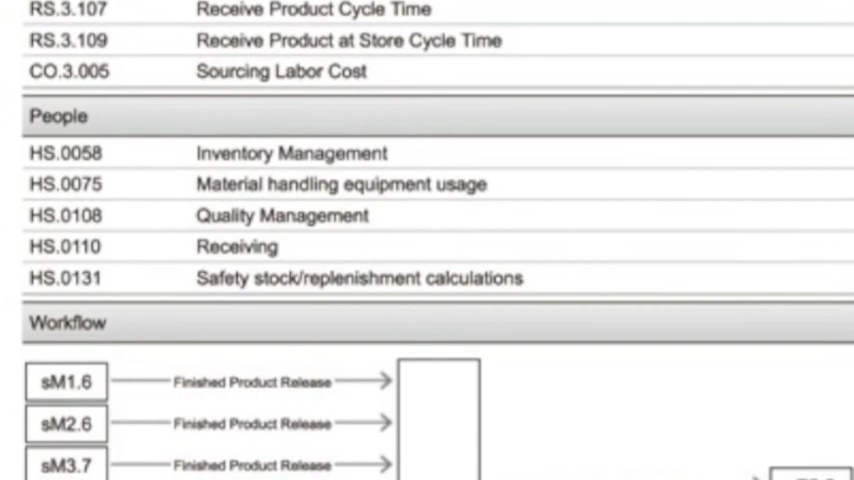 RS.3.107 Receive Product Cycle Time
RS.3.109 Receive Product at Store Cycle Time
CO.3.005 Sourcing Labor Cost
People
HS.0058 Inventory Management
HS.0075 Material handling equipment usage
HS.0108 Quality Management
HS.0110 Receiving
HS.0131 Safety stock/replenishment calculations
Workflow
sM1.6 Finished Product Release
sM2.6 Finished Product Release
sM3.7 Finished Product Release